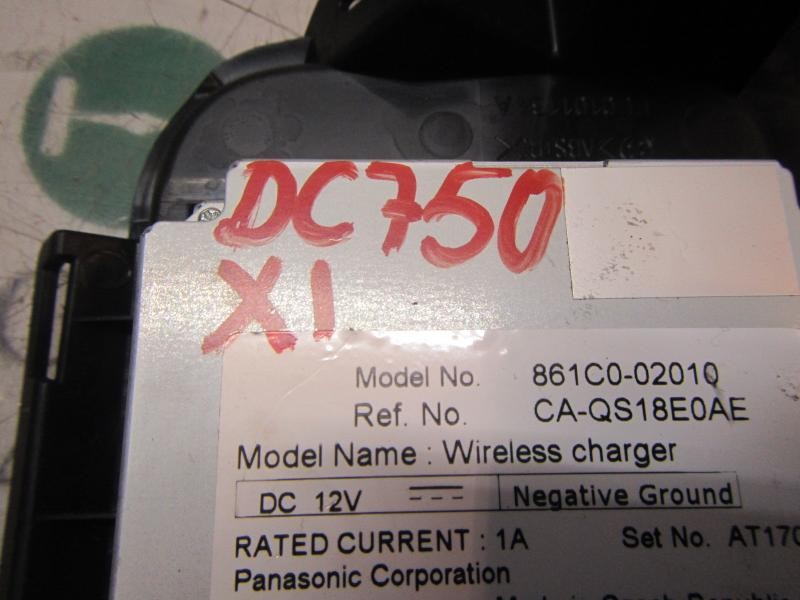 DC750
X1
Model No. 861C0-02010
Ref. No. CA-QS18E0AE
Model Name : Wireless charger
DC 12V Negative Ground
RATED CURRENT : 1A Set No. AT170
Panasonic Corporation